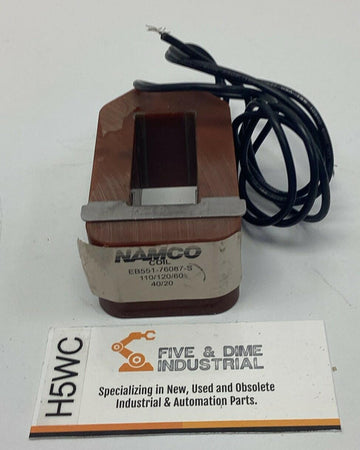 NAMCO
COIL
EB551-76067-S
110/120/60
40/20
H5WC
FIVE & DIME
INDUSTRIAL
Specializing in New, Used and Obsolete
Industrial & Automation Parts.